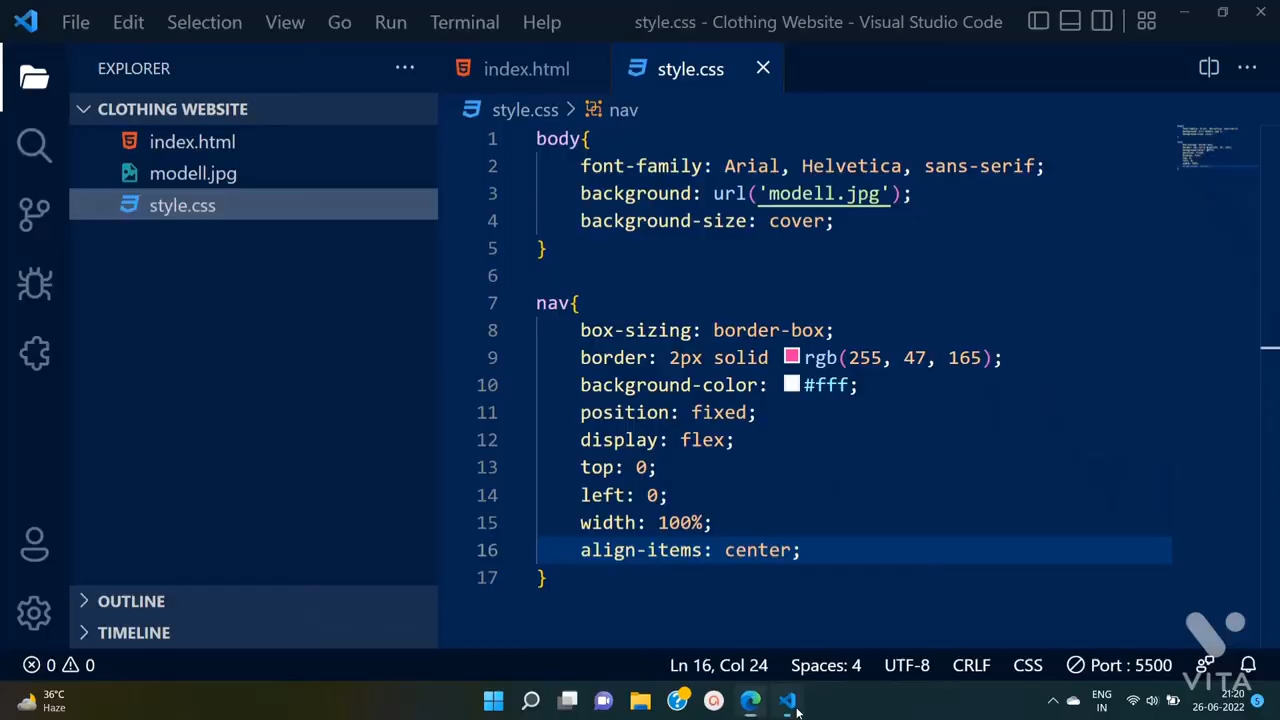 File Edit Selection View Go Run Terminal Help style.css - Clothing Website - Visual Studio Code
EXPLORER ···
index.html
style.css
CLOTHING WEBSITE
index.html
modell.jpg
style.css
style.css > nav
1 body{
2 font-family: Arial, Helvetica, sans-serif;
3 background: url('modell.jpg');
4 background-size: cover;
5 }
6
7 nav{
8 box-sizing: border-box;
9 border: 2px solid rgb(255, 47, 165);
10 background-color: #fff;
11 position: fixed;
12 display: flex;
13 top: 0;
14 left: 0;
15 width: 100%;
16 align-items: center;
17 }
OUTLINE
TIMELINE
0 0 Ln 16, Col 24 Spaces: 4 UTF-8 CRLF CSS Port : 5500
VITA
36°C
Haze
ENG
IN
21:20
26-06-2022
5